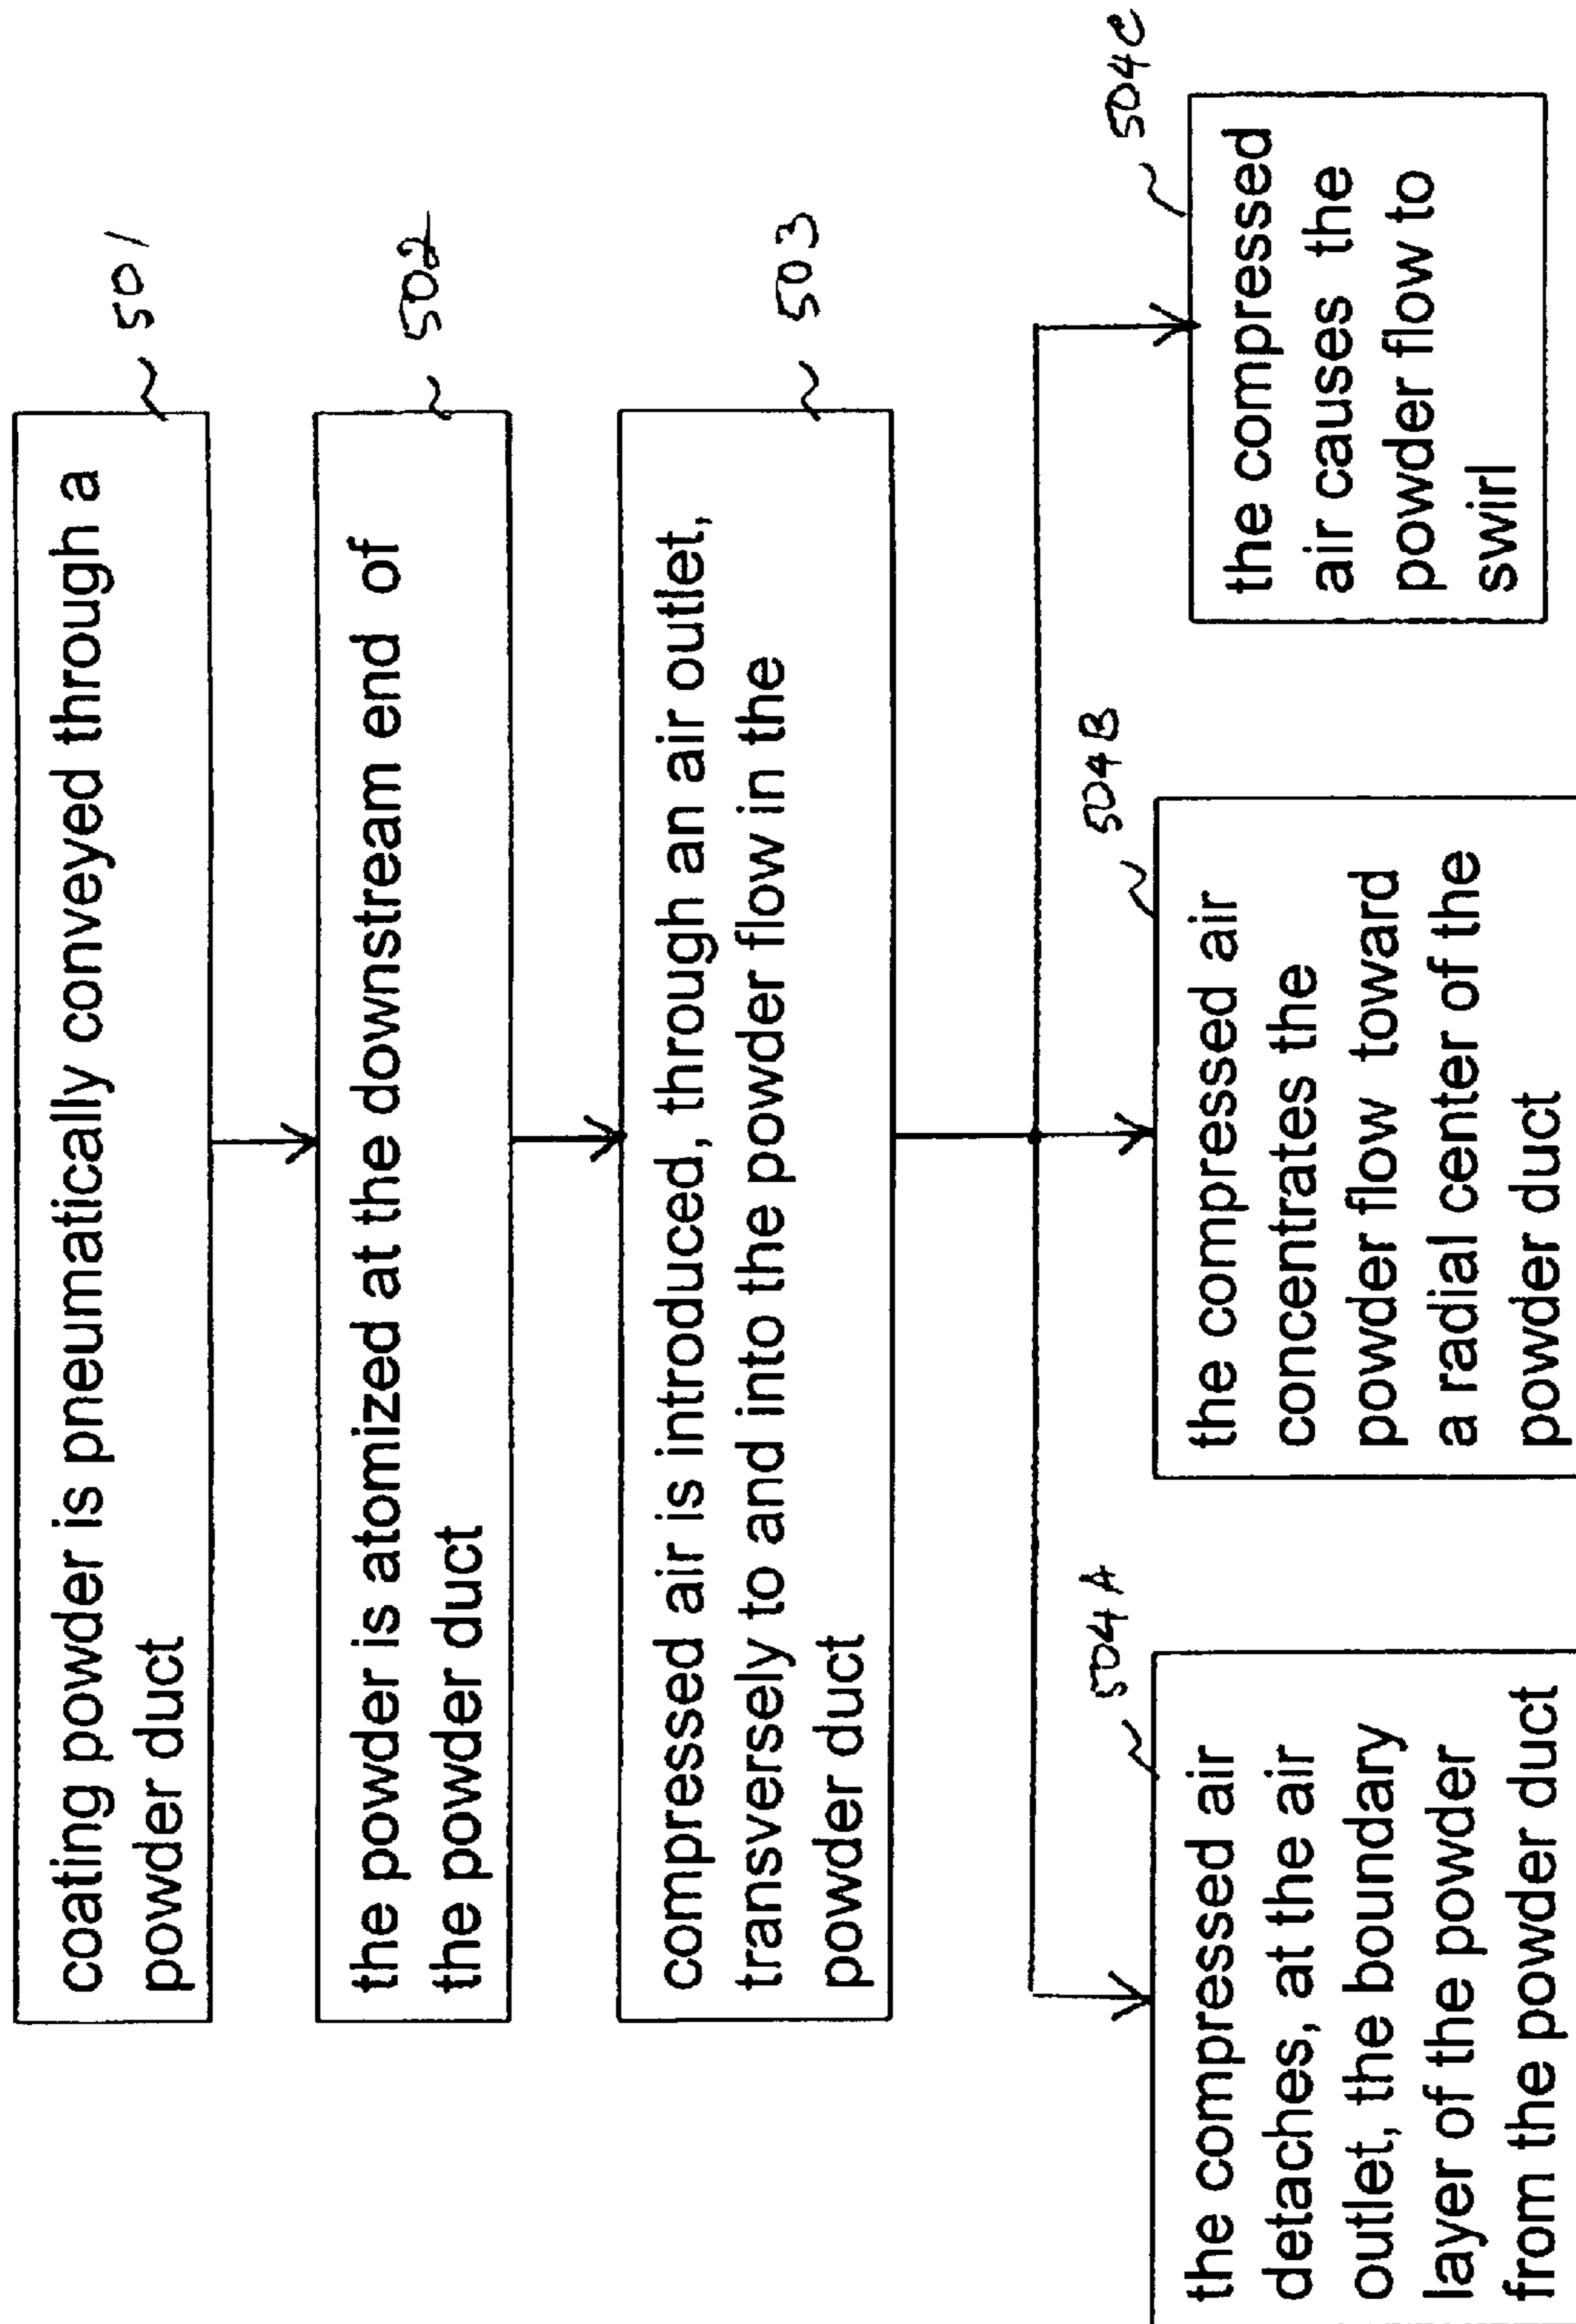 coating powder is pneumatically conveyed through a
powder duct
501
the powder is atomized at the downstream end of
the powder duct
502
compressed air is introduced, through an air outlet,
transversely to and into the powder flow in the
powder duct
503
504A
the compressed air
detaches, at the air
outlet, the boundary
layer of the powder
from the powder duct
504B
the compressed air
concentrates the
powder flow toward
a radial center of the
powder duct
504C
the compressed
air causes the
powder flow to
swirl